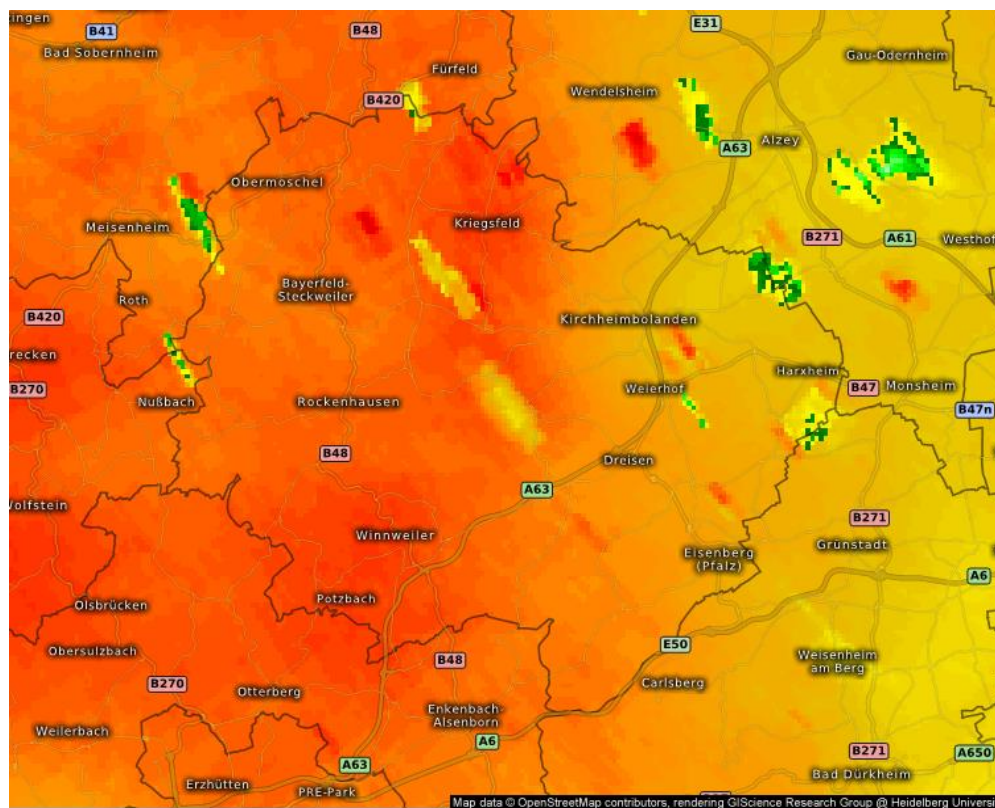 zingen
B41
B48
E31
Bad Sobernheim
Gau-Odernheim
Fürfeld
Wendelsheim
B420
Alzey
A63
Obermoschel
Meisenheim
Kriegsfeld
B271
A61
Westhof
Bayerfeld-
Steckweiler
Roth
B420
Kirchheimbolanden
recken
Harxheim
B270
Weierhof
B47
Monsheim
Nußbach
Rockenhausen
B47n
B48
Dreisen
A63
Wolfstein
B271
Winnweiler
Grünstadt
Eisenberg
(Pfalz)
A6
Olsbrücken
Potzbach
Obersulzbach
E50
B48
Weisenheim
am Berg
B270
Otterberg
Carlsberg
Enkenbach-
Alsenborn
Weilerbach
A6
A63
B271
A650
Erzhütten
PRE-Park
Bad Dürkheim
Map data © OpenStreetMap contributors, rendering GIScience Research Group @ Heidelberg Univers